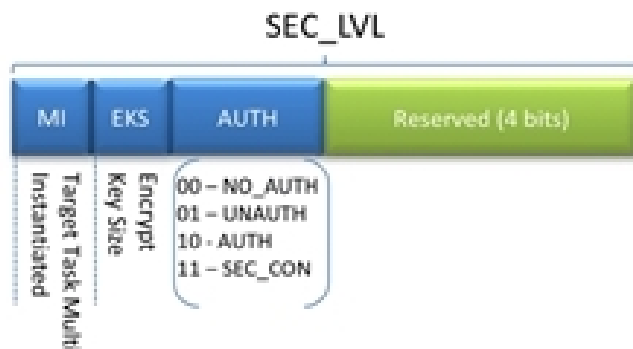 SEC_LVL
MI
EKS
AUTH
Reserved (4 bits)
Target Task Multi
Instantiated
Encrypt
Key Size
00 – NO_AUTH
01 – UNAUTH
10 - AUTH
11 – SEC_CON